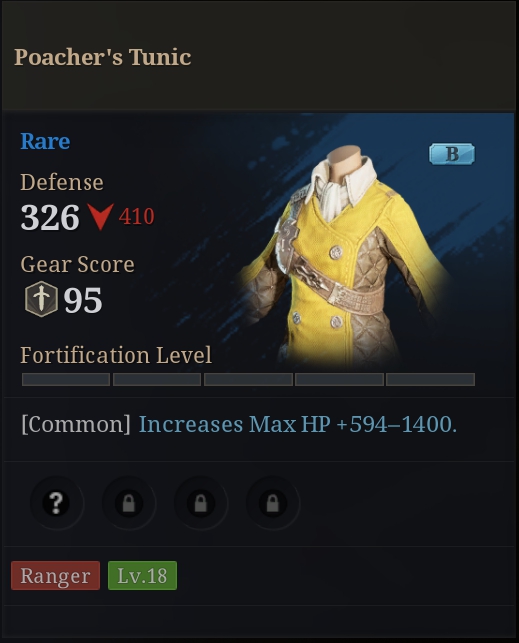 Poacher's Tunic
Rare
B
Defense
326 410
Gear Score
95
Fortification Level
[Common] Increases Max HP +594–1400.
?
Ranger Lv.18